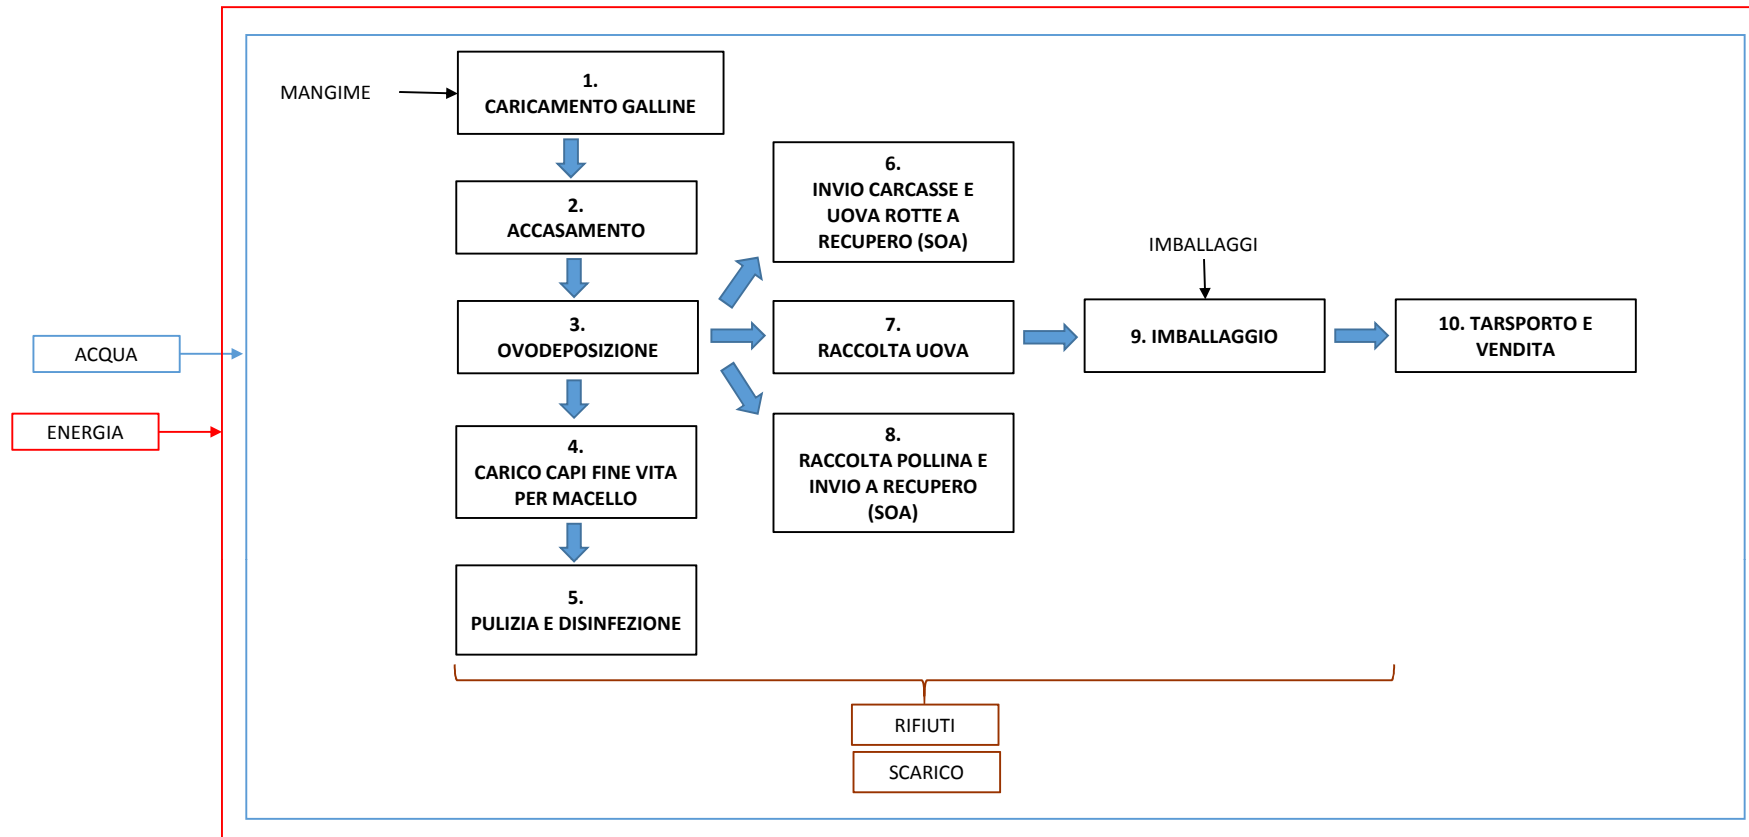 MANGIME
1.
CARICAMENTO GALLINE
2.
ACCASAMENTO
3.
OVODEPOSIZIONE
4.
CARICO CAPI FINE VITA
PER MACELLO
5.
PULIZIA E DISINFEZIONE
6.
INVIO CARCASSE E
UOVA ROTTE A
RECUPERO (SOA)
7.
RACCOLTA UOVA
8.
RACCOLTA POLLINA E
INVIO A RECUPERO
(SOA)
IMBALLAGGI
9. IMBALLAGGIO
10. TARSPORTO E
VENDITA
ACQUA
ENERGIA
RIFIUTI
SCARICO